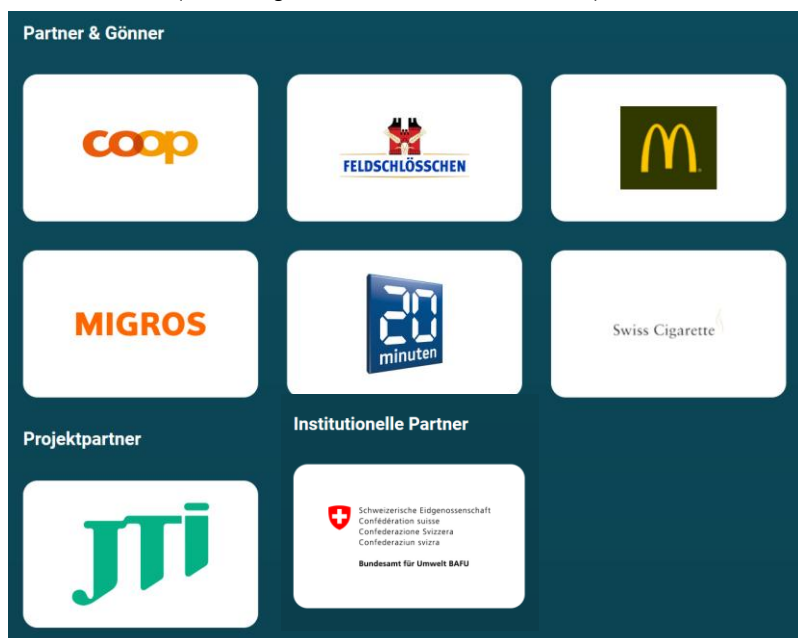 Partner & Gönner
coop
FELDSCHLÖSSCHEN
M
MIGROS
20
minuten
Swiss Cigarette
Projektpartner
Institutionelle Partner
JTi
Schweizerische Eidgenossenschaft
Confédération suisse
Confederazione Svizzera
Confederaziun svizra
Bundesamt für Umwelt BAFU